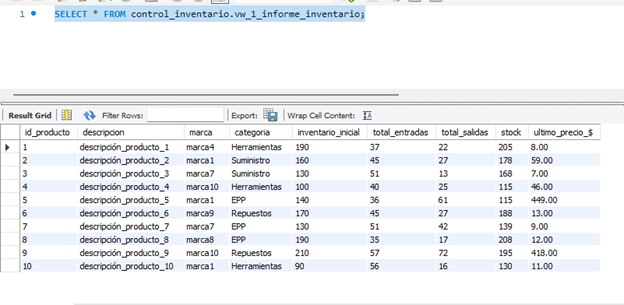 1 SELECT * FROM control_inventario.vw_1_informe_inventario;
Result Grid Filter Rows: Export: Wrap Cell Content:
id_producto descripcion marca categoria inventario_inicial total_entradas total_salidas stock ultimo_precio_$
1 descripción_producto_1 marca4 Herramientas 190 37 22 205 8.00
2 descripción_producto_2 marca1 Suministro 160 45 27 178 59.00
3 descripción_producto_3 marca7 Suministro 130 51 13 168 7.00
4 descripción_producto_4 marca10 Herramientas 100 40 25 115 46.00
5 descripción_producto_5 marca1 EPP 140 36 61 115 449.00
6 descripción_producto_6 marca9 Repuestos 170 45 27 188 13.00
7 descripción_producto_7 marca7 EPP 130 51 42 139 9.00
8 descripción_producto_8 marca8 EPP 190 35 17 208 12.00
9 descripción_producto_9 marca10 Repuestos 210 57 72 195 418.00
10 descripción_producto_10 marca1 Herramientas 90 56 16 130 11.00